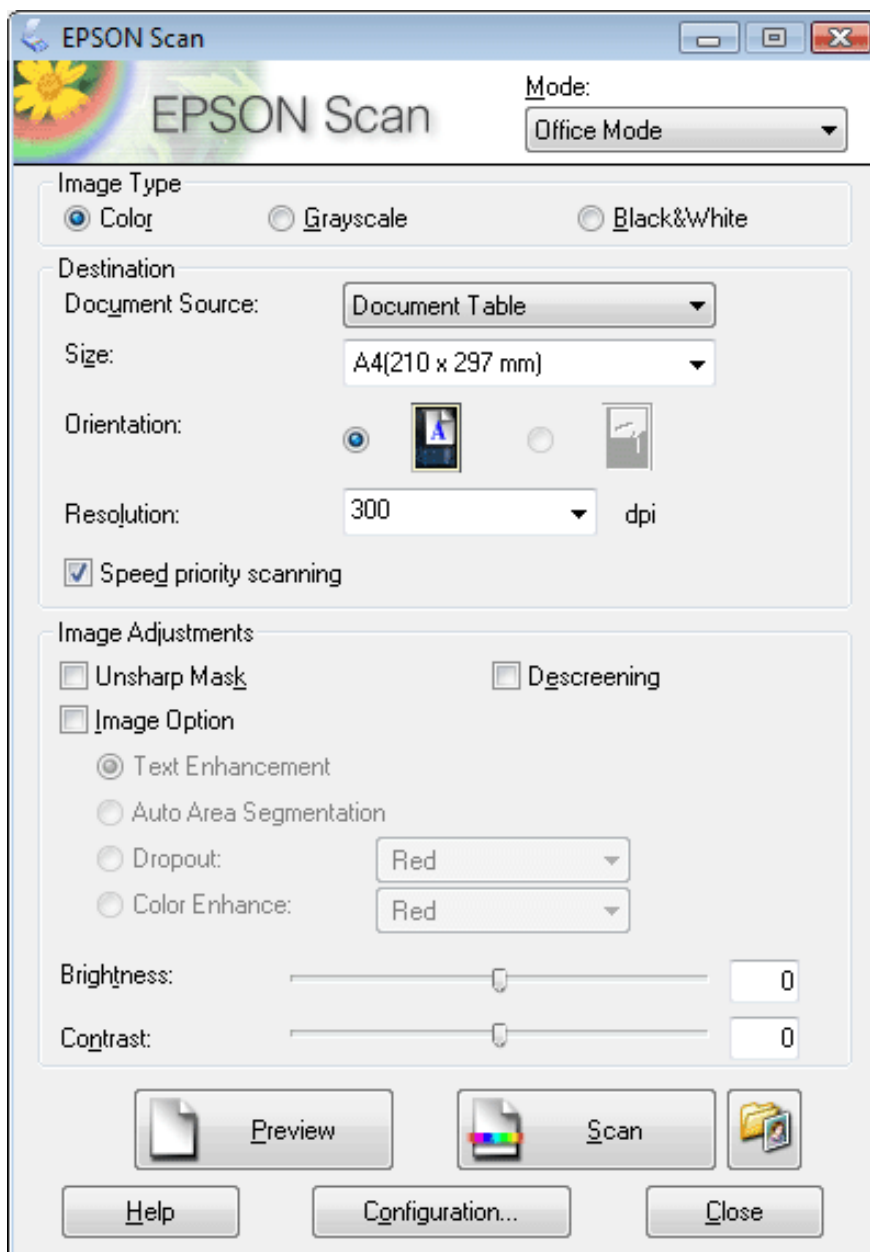 EPSON Scan
EPSON Scan
Mode:
Office Mode
Image Type
Color Grayscale Black&White
Destination
Document Source: Document Table
Size: A4(210 x 297 mm)
Orientation: A
Resolution: 300 dpi
Speed priority scanning
Image Adjustments
Unsharp Mask Descreening
Image Option
Text Enhancement
Auto Area Segmentation
Dropout: Red
Color Enhance: Red
Brightness: 0
Contrast: 0
Preview Scan
Help Configuration... Close